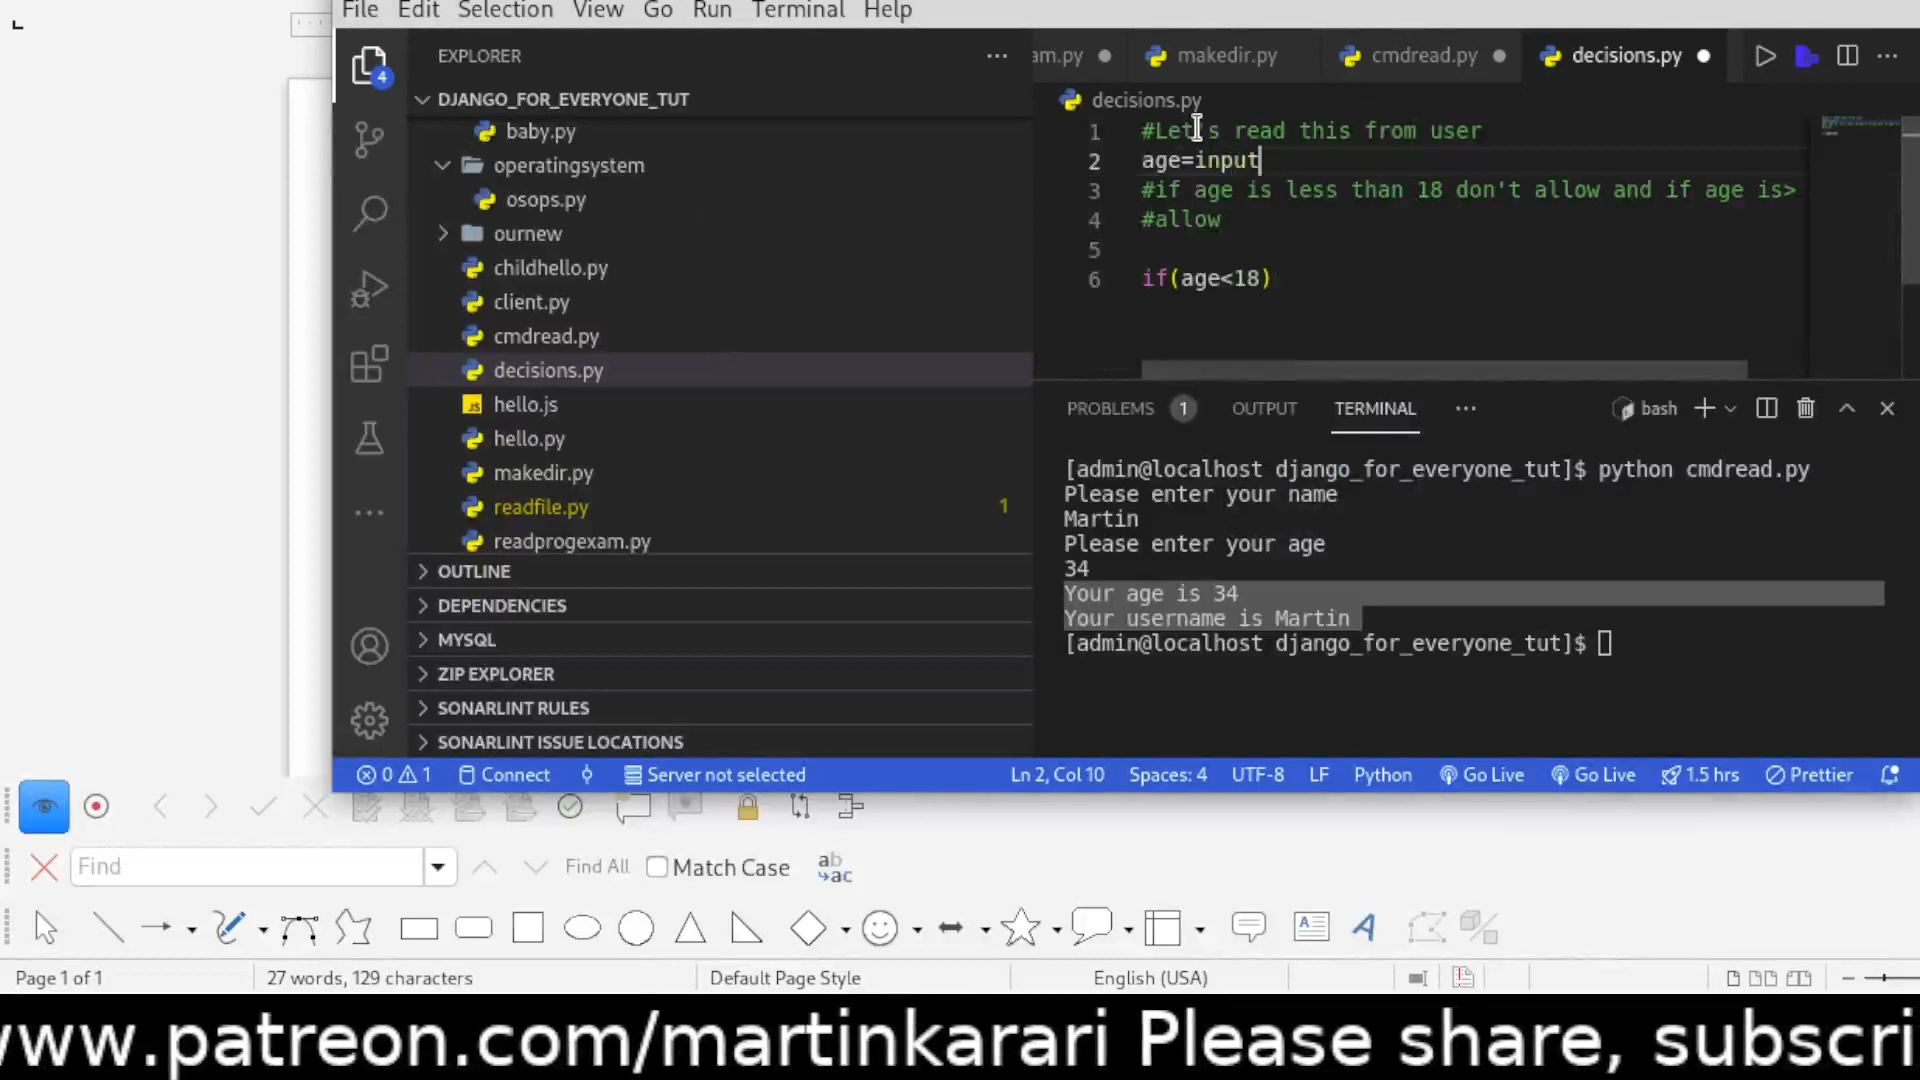 File Edit Selection View Go Run Terminal Help
EXPLORER
am.py makedir.py cmdread.py decisions.py
4
DJANGO_FOR_EVERYONE_TUT
baby.py
operatingsystem
osops.py
ournew
childhello.py
client.py
cmdread.py
decisions.py
hello.js
hello.py
makedir.py
readfile.py 1
readprogexam.py
OUTLINE
DEPENDENCIES
MYSQL
ZIP EXPLORER
SONARLINT RULES
SONARLINT ISSUE LOCATIONS
decisions.py
1 #Let's read this from user
2 age=input
3 #if age is less than 18 don't allow and if age is>
4 #allow
5
6 if(age<18)
PROBLEMS 1 OUTPUT TERMINAL bash
[admin@localhost django_for_everyone_tut]$ python cmdread.py
Please enter your name
Martin
Please enter your age
34
Your age is 34
Your username is Martin
[admin@localhost django_for_everyone_tut]$
0 1 Connect Server not selected Ln 2, Col 10 Spaces: 4 UTF-8 LF Python Go Live Go Live 1.5 hrs Prettier
Find Find All Match Case
Page 1 of 1 27 words, 129 characters Default Page Style English (USA)
www.patreon.com/martinkarari Please share, subscri